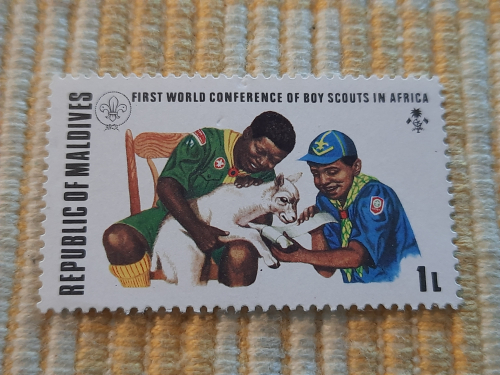 FIRST WORLD CONFERENCE OF BOY SCOUTS IN AFRICA
REPUBLIC OF MALDIVES
1L